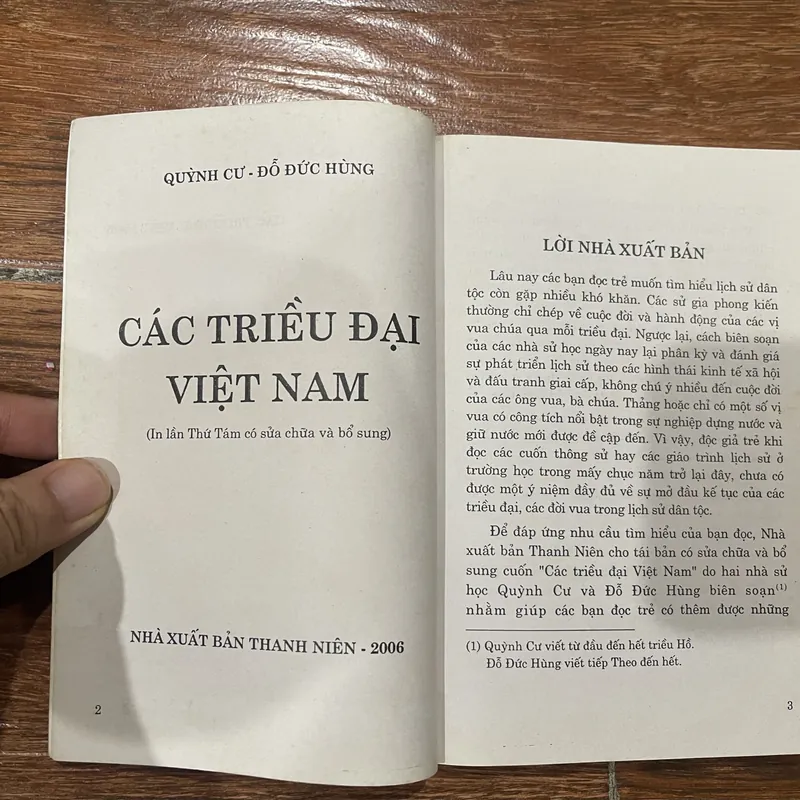 QUỲNH CƯ - ĐỖ ĐỨC HÙNG
CÁC TRIỀU ĐẠI
VIỆT NAM
(In lần Thứ Tám có sửa chữa và bổ sung)
NHÀ XUẤT BẢN THANH NIÊN - 2006
2
LỜI NHÀ XUẤT BẢN
Lâu nay các bạn đọc trẻ muốn tìm hiểu lịch sử dân
tộc còn gặp nhiều khó khăn. Các sử gia phong kiến
thường chỉ chép về cuộc đời và hành động của các vị
vua chúa qua mỗi triều đại. Ngược lại, cách biên soạn
của các nhà sử học ngày nay lại phân kỳ và đánh giá
sự phát triển lịch sử theo các hình thái kinh tế xã hội
và đấu tranh giai cấp, không chú ý nhiều đến cuộc đời
của các ông vua, bà chúa. Thảng hoặc chỉ có một số vị
vua có công tích nổi bật trong sự nghiệp dựng nước và
giữ nước mới được đề cập đến. Vì vậy, độc giả trẻ khi
đọc các cuốn thông sử hay các giáo trình lịch sử ở
trường học trong mấy chục năm trở lại đây, chưa có
được một ý niệm đầy đủ về sự mở đầu kế tục của các
triều đại, các đời vua trong lịch sử dân tộc.
Để đáp ứng nhu cầu tìm hiểu của bạn đọc, Nhà
xuất bản Thanh Niên cho tái bản có sửa chữa và bổ
sung cuốn "Các triều đại Việt Nam" do hai nhà sử
học Quỳnh Cư và Đỗ Đức Hùng biên soạn(1)
nhằm giúp các bạn đọc trẻ có thêm được những
(1) Quỳnh Cư viết từ đầu đến hết triều Hồ.
Đỗ Đức Hùng viết tiếp Theo đến hết.
3